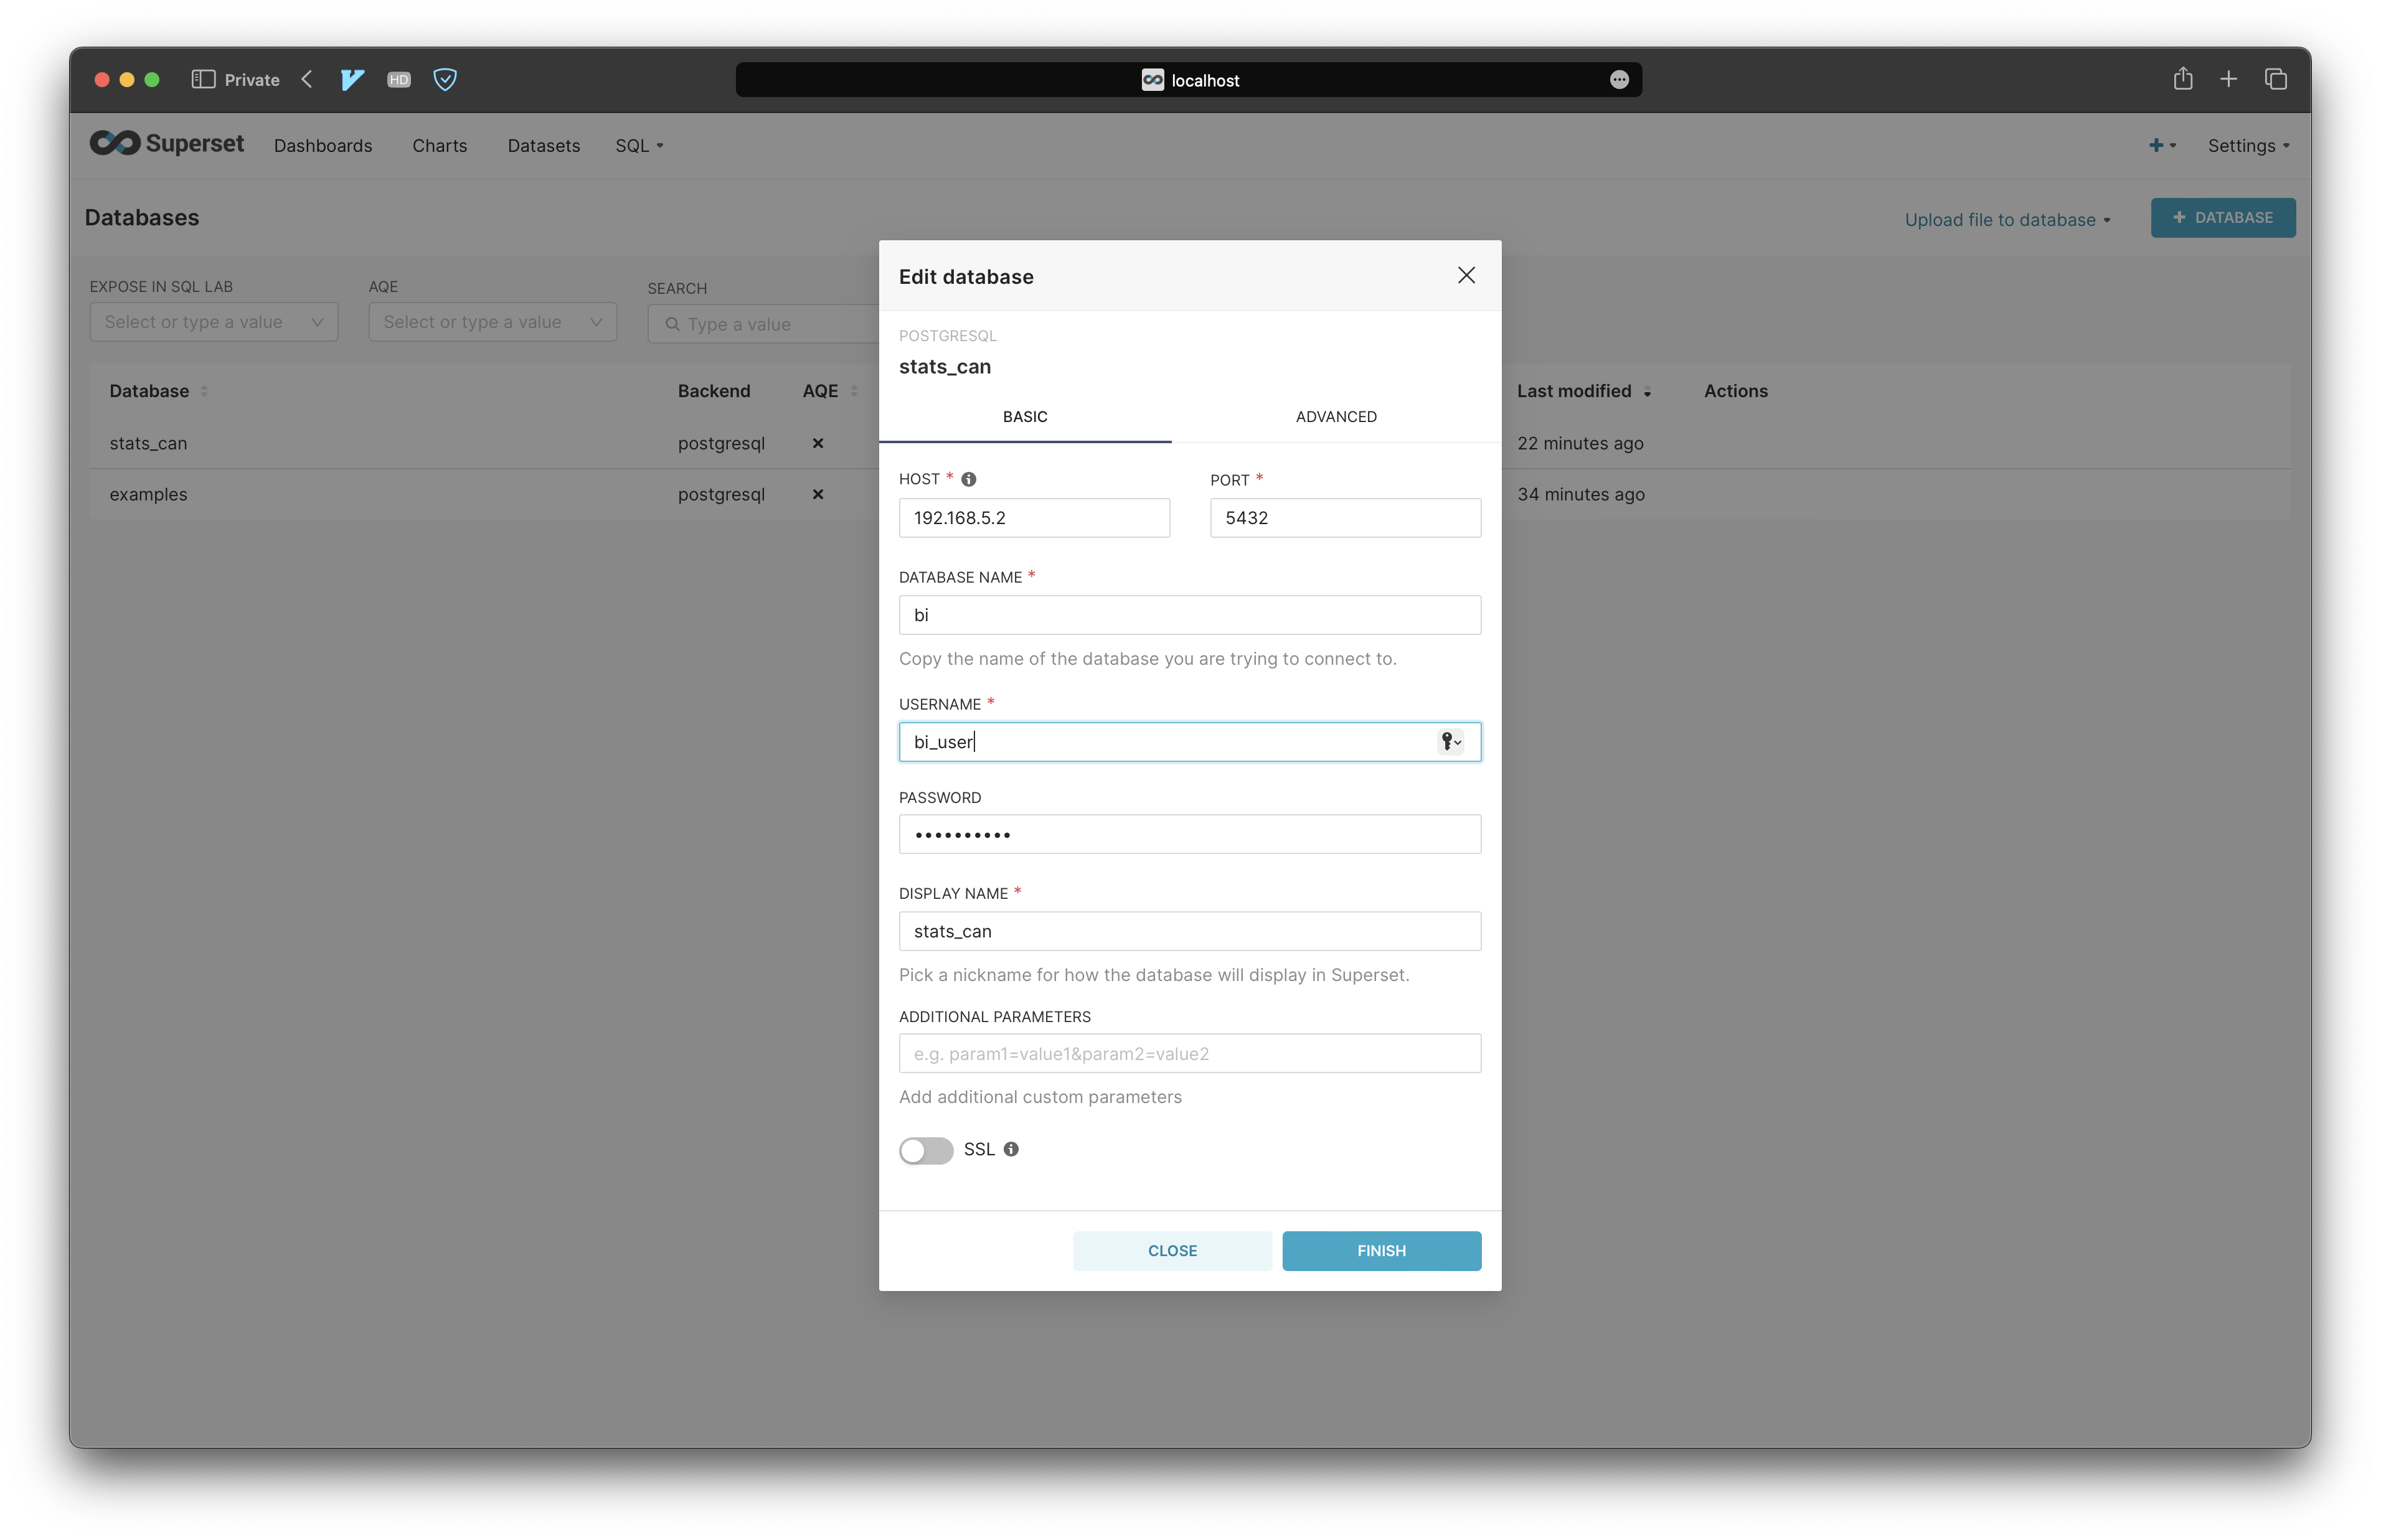 Private
HD
localhost
Superset Dashboards Charts Datasets SQL
Settings
Databases
Upload file to database
+ DATABASE
EXPOSE IN SQL LAB AQE SEARCH
Select or type a value Select or type a value Type a value
Database Backend AQE Last modified Actions
stats_can postgresql 22 minutes ago
examples postgresql 34 minutes ago
Edit database
POSTGRESQL
stats_can
BASIC ADVANCED
HOST * PORT *
192.168.5.2 5432
DATABASE NAME *
bi
Copy the name of the database you are trying to connect to.
USERNAME *
bi_user
PASSWORD
••••••••••
DISPLAY NAME *
stats_can
Pick a nickname for how the database will display in Superset.
ADDITIONAL PARAMETERS
e.g. param1=value1&param2=value2
Add additional custom parameters
SSL
CLOSE FINISH